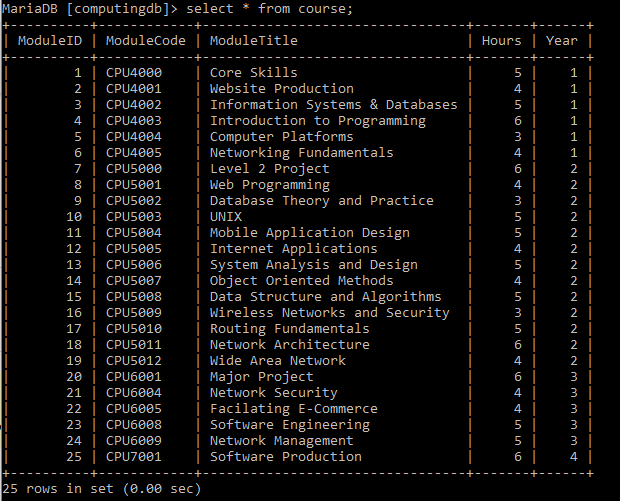 MariaDB [computingdb]> select * from course;
+----------+------------+---------------------------------+-------+------+
| ModuleID | ModuleCode | ModuleTitle                     | Hours | Year |
+----------+------------+---------------------------------+-------+------+
|        1 | CPU4000    | Core Skills                     |     5 |    1 |
|        2 | CPU4001    | Website Production              |     4 |    1 |
|        3 | CPU4002    | Information Systems & Databases |     5 |    1 |
|        4 | CPU4003    | Introduction to Programming     |     6 |    1 |
|        5 | CPU4004    | Computer Platforms              |     3 |    1 |
|        6 | CPU4005    | Networking Fundamentals         |     4 |    1 |
|        7 | CPU5000    | Level 2 Project                 |     6 |    2 |
|        8 | CPU5001    | Web Programming                 |     4 |    2 |
|        9 | CPU5002    | Database Theory and Practice    |     3 |    2 |
|       10 | CPU5003    | UNIX                            |     5 |    2 |
|       11 | CPU5004    | Mobile Application Design       |     5 |    2 |
|       12 | CPU5005    | Internet Applications           |     4 |    2 |
|       13 | CPU5006    | System Analysis and Design      |     5 |    2 |
|       14 | CPU5007    | Object Oriented Methods         |     4 |    2 |
|       15 | CPU5008    | Data Structure and Algorithms   |     5 |    2 |
|       16 | CPU5009    | Wireless Networks and Security  |     3 |    2 |
|       17 | CPU5010    | Routing Fundamentals            |     5 |    2 |
|       18 | CPU5011    | Network Architecture            |     6 |    2 |
|       19 | CPU5012    | Wide Area Network               |     4 |    2 |
|       20 | CPU6001    | Major Project                   |     6 |    3 |
|       21 | CPU6004    | Network Security                |     4 |    3 |
|       22 | CPU6005    | Facilating E-Commerce           |     4 |    3 |
|       23 | CPU6008    | Software Engineering            |     5 |    3 |
|       24 | CPU6009    | Network Management              |     5 |    3 |
|       25 | CPU7001    | Software Production             |     6 |    4 |
+----------+------------+---------------------------------+-------+------+
25 rows in set (0.00 sec)